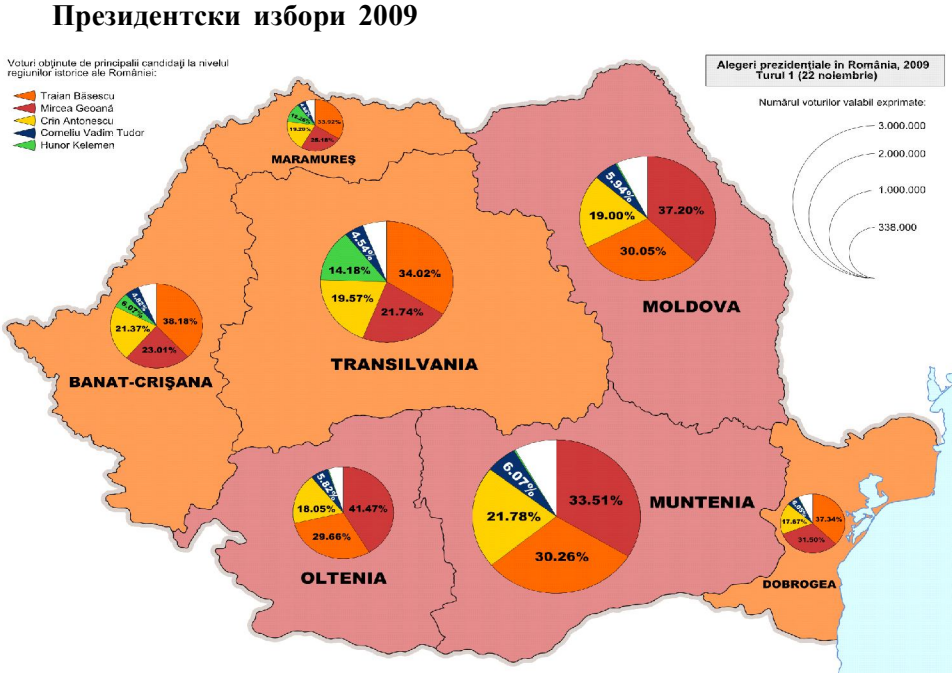 Президентски избори 2009
Voturi obținute de principalii candidați la nivelul
regiunilor istorice ale României:
Traian Băsescu
Mircea Geoană
Crin Antonescu
Corneliu Vadim Tudor
Hunor Kelemen
Alegeri prezidențiale în România, 2009
Turul 1 (22 noiembrie)
Numărul voturilor valabil exprimate:
3.000.000
2.000.000
1.000.000
338.000
33.92%
19.20%
MARAMUREȘ
5.94%
37.20%
19.00%
30.05%
MOLDOVA
4.54%
14.18%
34.02%
19.57%
21.74%
TRANSILVANIA
4.82%
6.07%
38.18%
21.37%
23.01%
BANAT-CRIȘANA
5.82%
41.47%
18.05%
29.66%
OLTENIA
6.07%
33.51%
21.78%
30.26%
MUNTENIA
37.34%
17.67%
31.50%
DOBROGEA